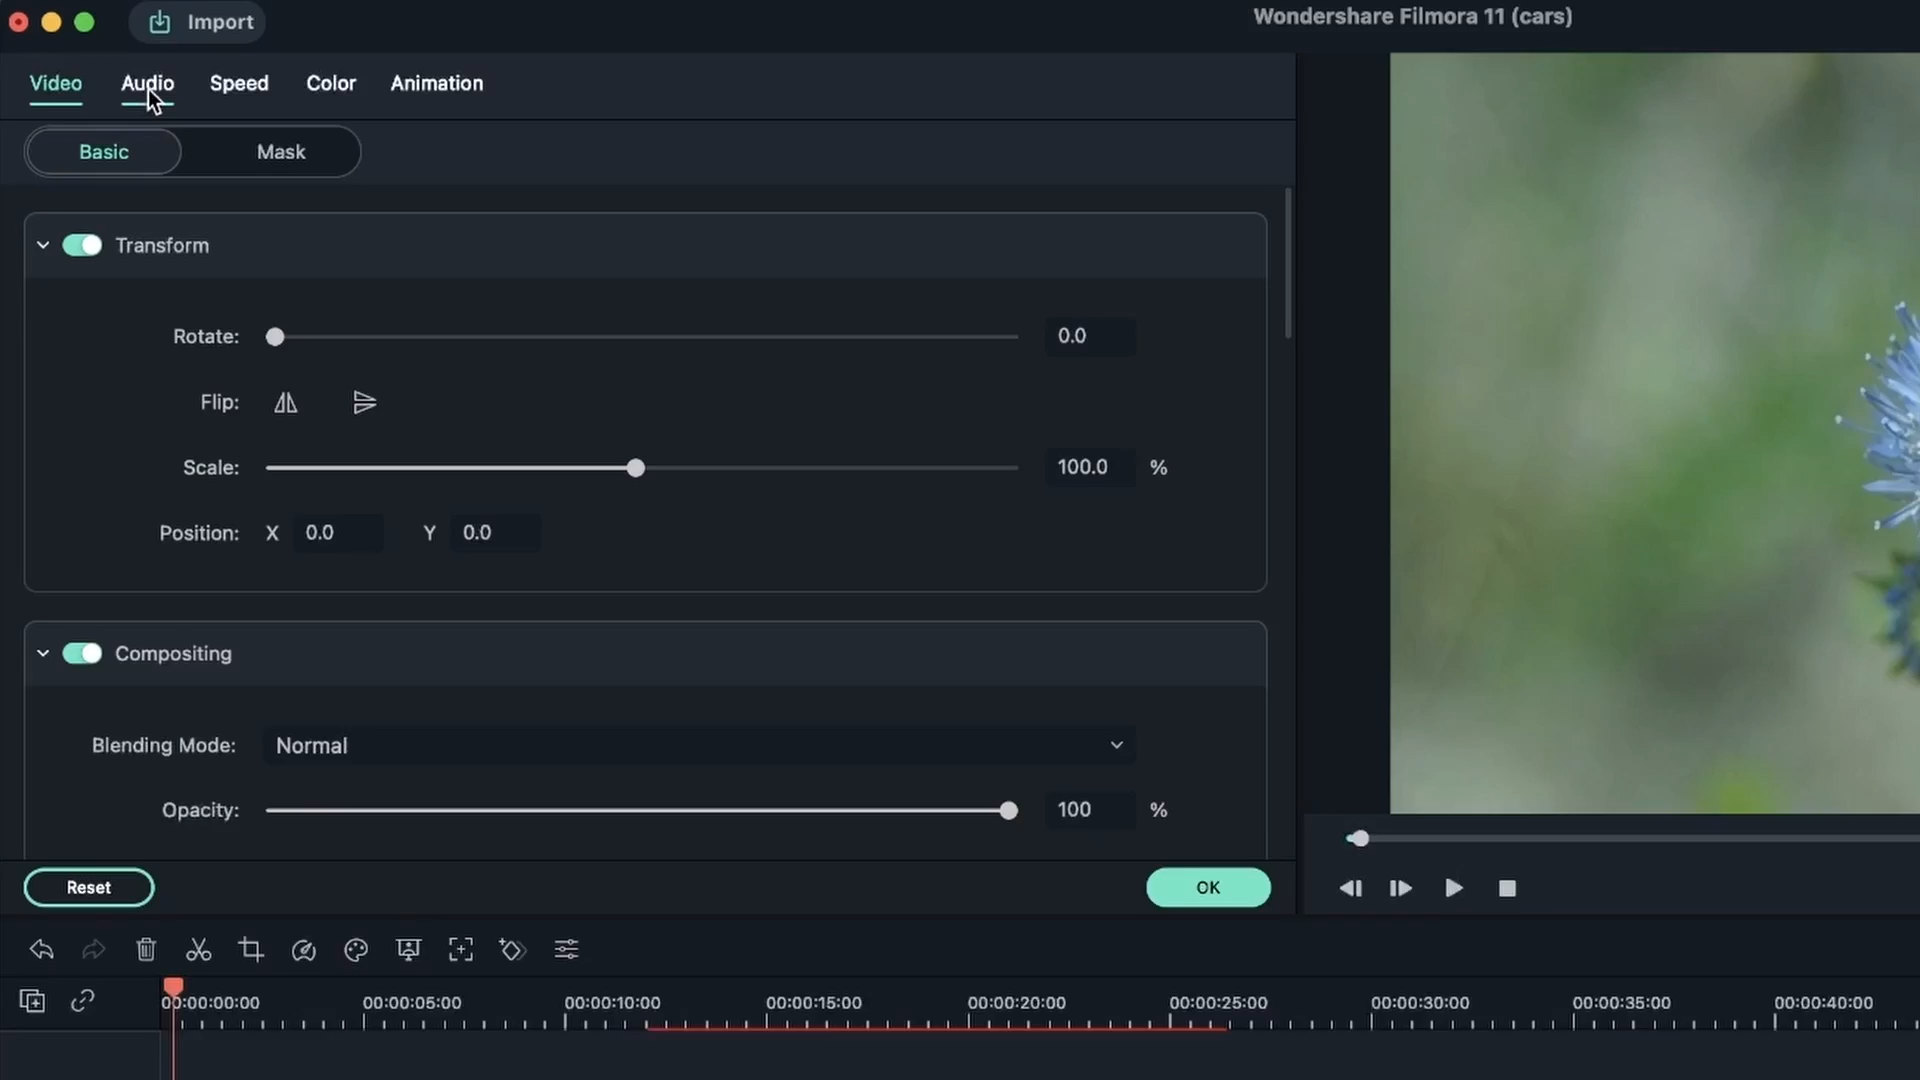 Import
Wondershare Filmora 11 (cars)
Video Audio Speed Color Animation
Basic Mask
Transform
Rotate: 0.0
Flip:
Scale: 100.0 %
Position: X 0.0 Y 0.0
Compositing
Blending Mode: Normal
Opacity: 100 %
Reset OK
00:00:00:00 00:00:05:00 00:00:10:00 00:00:15:00 00:00:20:00 00:00:25:00 00:00:30:00 00:00:35:00 00:00:40:00